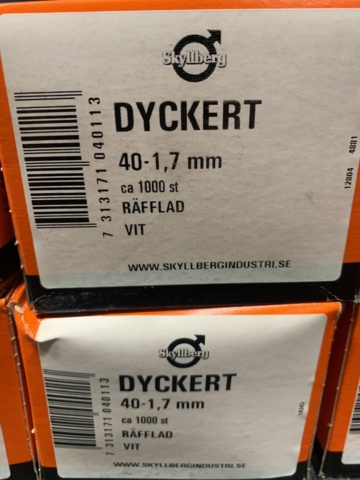 Skyllberg
DYCKERT
40-1,7 mm
ca 1000 st
RÄFFLAD
VIT
WWW.SKYLLBERGINDUSTRI.SE
7 313171 040113
12804 4881
Skyllberg
DYCKERT
40-1,7 mm
ca 1000 st
RÄFFLAD
VIT
WWW.SKYLLBERGINDUSTRI.SE
7 313171 040113